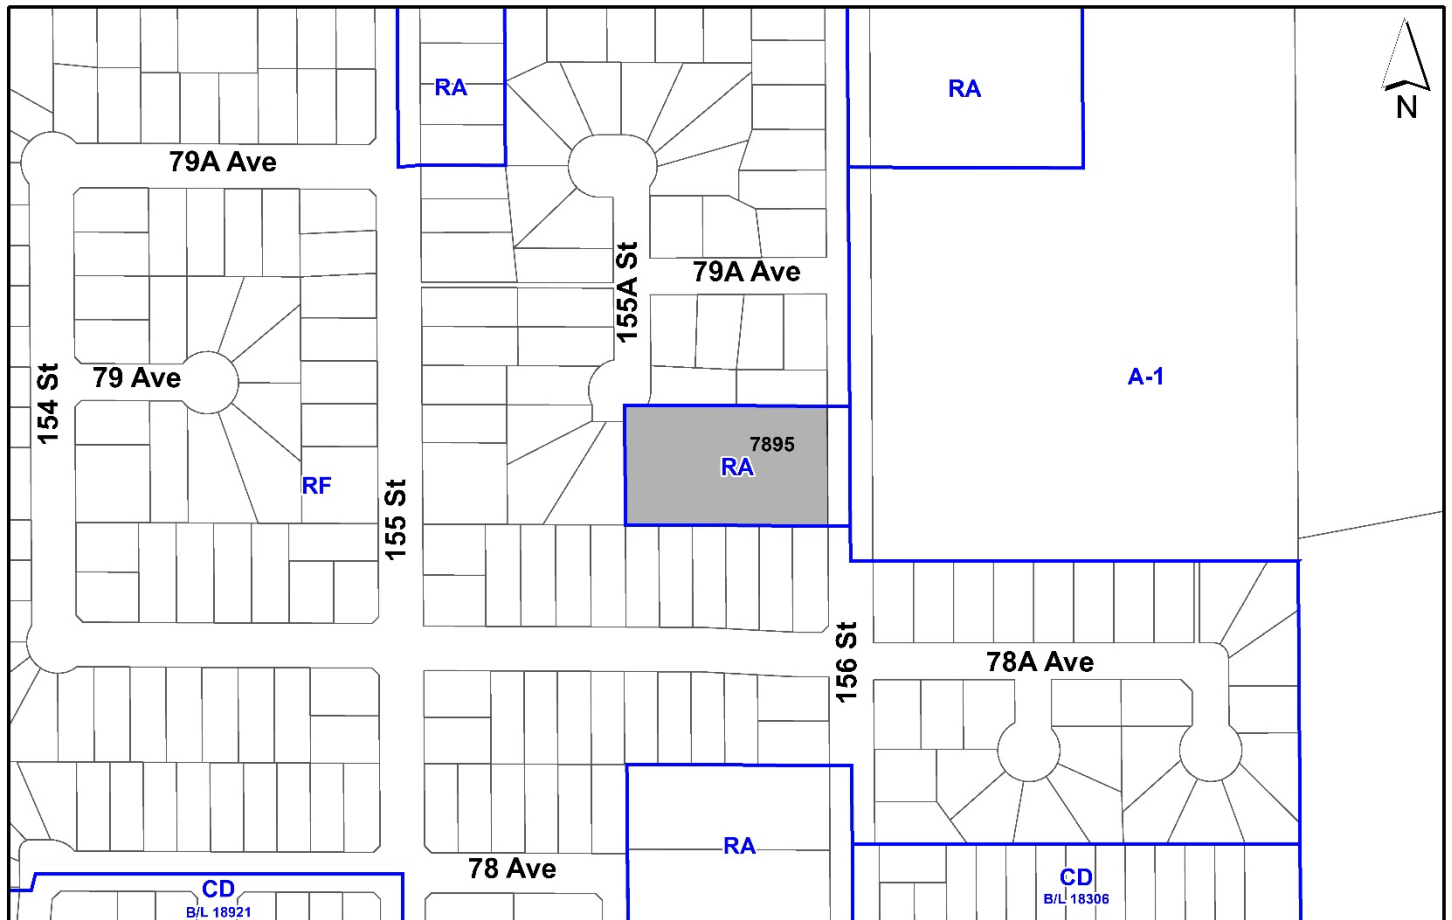 RA
RA
N
79A Ave
155A St
79A Ave
154 St
79 Ave
A-1
7895
RA
RF
155 St
156 St
78A Ave
78 Ave
RA
CD
B/L 18921
CD
B/L 18306